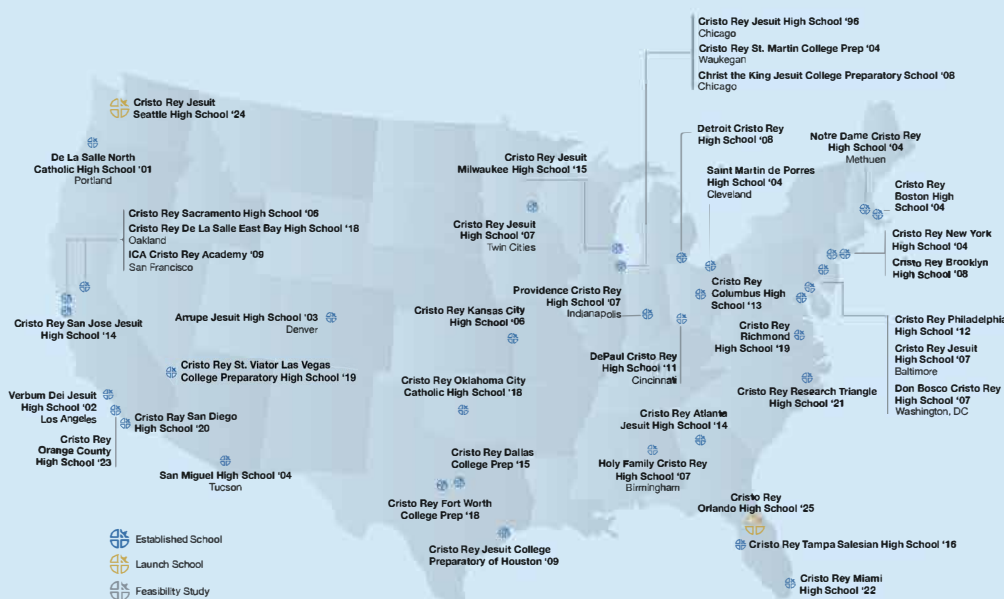 Cristo Rey Jesuit High School ‘96
Chicago
Cristo Rey St. Martin College Prep ‘04
Waukegan
Christ the King Jesuit College Preparatory School ‘08
Chicago
Cristo Rey Jesuit
Seattle High School ‘24
De La Salle North
Catholic High School ‘01
Portland
Cristo Rey Jesuit
Milwaukee High School ‘15
Detroit Cristo Rey
High School ‘08
Notre Dame Cristo Rey
High School ‘04
Methuen
Saint Martin de Porres
High School ‘04
Cleveland
Cristo Rey
Boston High
School ‘04
Cristo Rey Sacramento High School ‘06
Cristo Rey De La Salle East Bay High School ‘18
Oakland
ICA Cristo Rey Academy ‘09
San Francisco
Cristo Rey Jesuit
High School ‘07
Twin Cities
Cristo Rey New York
High School ‘04
Cristo Rey Brooklyn
High School ‘08
Cristo Rey San Jose Jesuit
High School ‘14
Arrupe Jesuit High School ‘03
Denver
Cristo Rey Kansas City
High School ‘06
Providence Cristo Rey
High School ‘07
Indianapolis
Cristo Rey
Columbus High
School ‘13
Cristo Rey
Richmond
High School ‘19
Cristo Rey Philadelphia
High School ‘12
Cristo Rey Jesuit
High School ‘07
Baltimore
Don Bosco Cristo Rey
High School ‘07
Washington, DC
Cristo Rey St. Viator Las Vegas
College Preparatory High School ‘19
DePaul Cristo Rey
High School ‘11
Cincinnati
Cristo Rey Research Triangle
High School ‘21
Verbum Dei Jesuit
High School ‘02
Los Angeles
Cristo Ray San Diego
High School ‘20
Cristo Rey
Orange County
High School ‘23
Cristo Rey Oklahoma City
Catholic High School ‘18
Cristo Rey Atlanta
Jesuit High School ‘14
San Miguel High School ‘04
Tucson
Cristo Rey Dallas
College Prep ‘15
Holy Family Cristo Rey
High School ‘07
Birmingham
Cristo Rey Fort Worth
College Prep ‘18
Cristo Rey
Orlando High School ‘25
Cristo Rey Jesuit College
Preparatory of Houston ‘09
Cristo Rey Tampa Salesian High School ‘16
Cristo Rey Miami
High School ‘22
Established School
Launch School
Feasibility Study